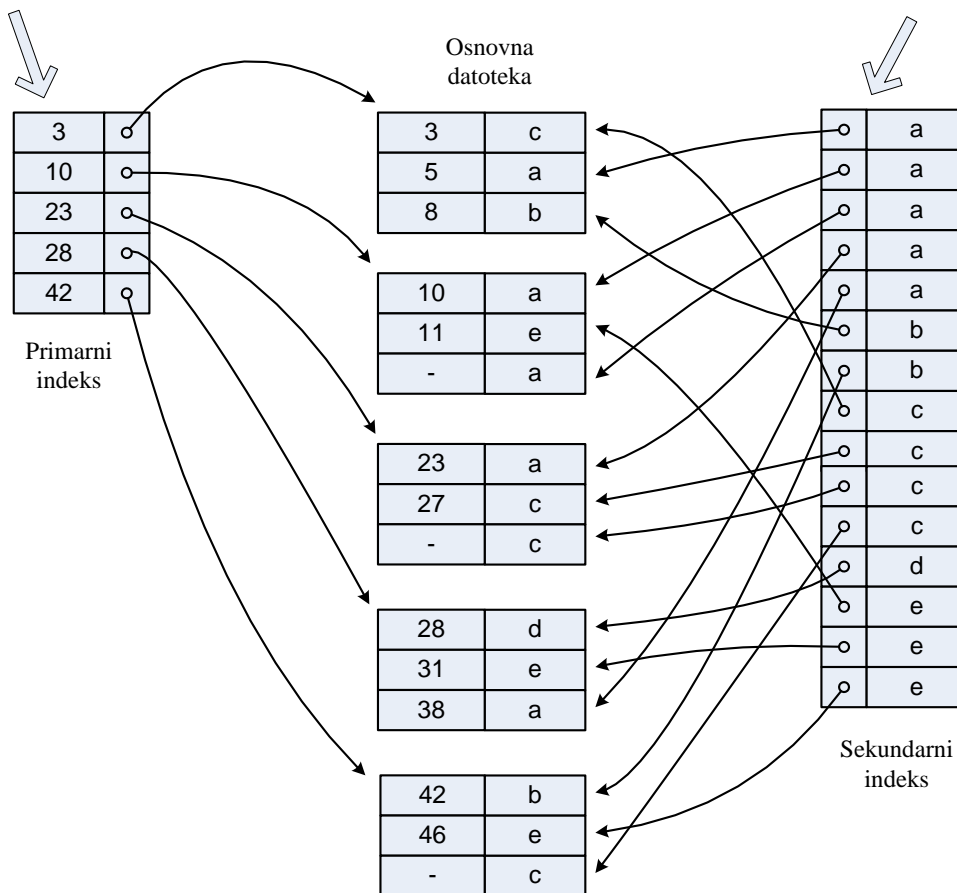 Osnovna
datoteka
3
10
23
28
42
Primarni
indeks
3 c
5 a
8 b
10 a
11 e
- a
23 a
27 c
- c
28 d
31 e
38 a
42 b
46 e
- c
a
a
a
a
a
b
b
c
c
c
c
d
e
e
e
Sekundarni
indeks